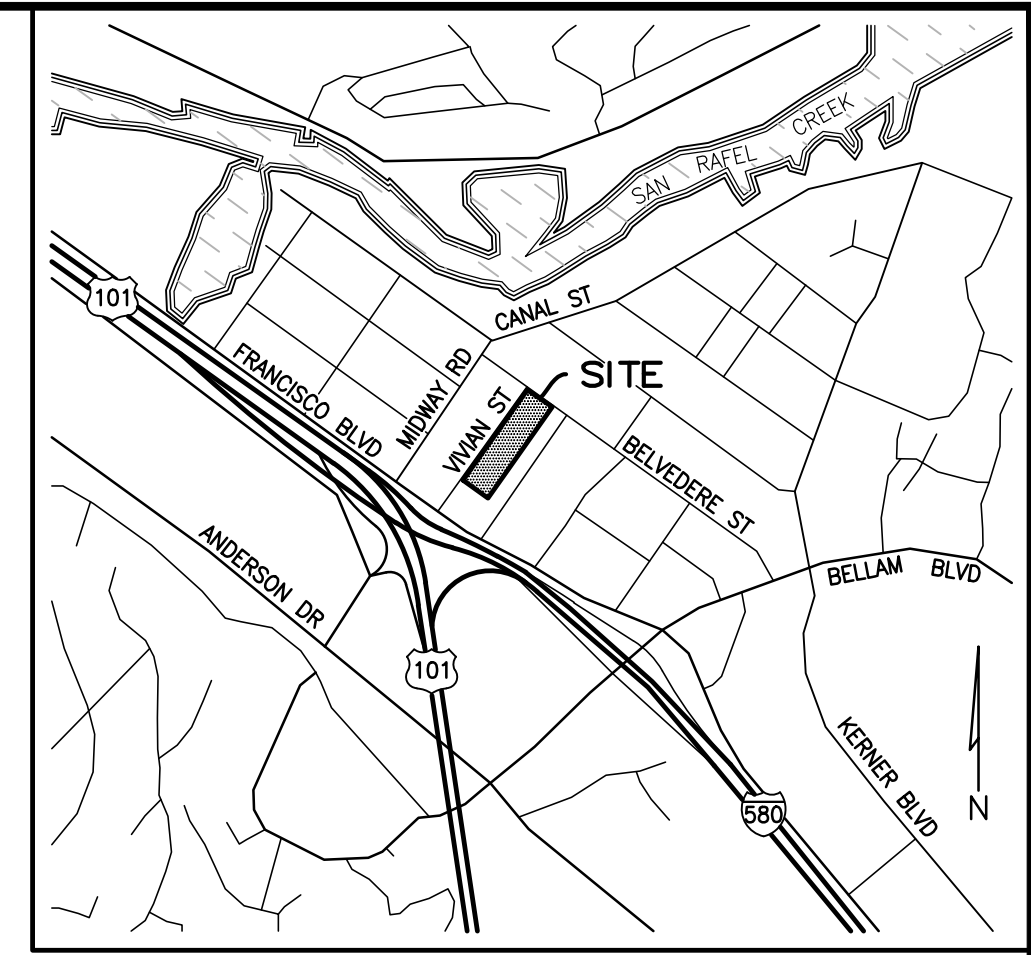 SAN RAFEL CREEK
101
CANAL ST
FRANCISCO BLVD
MIDWAY RD
SITE
VIVIAN ST
BELVEDERE ST
ANDERSON DR
BELLAM BLVD
101
KERNER BLVD
580
N